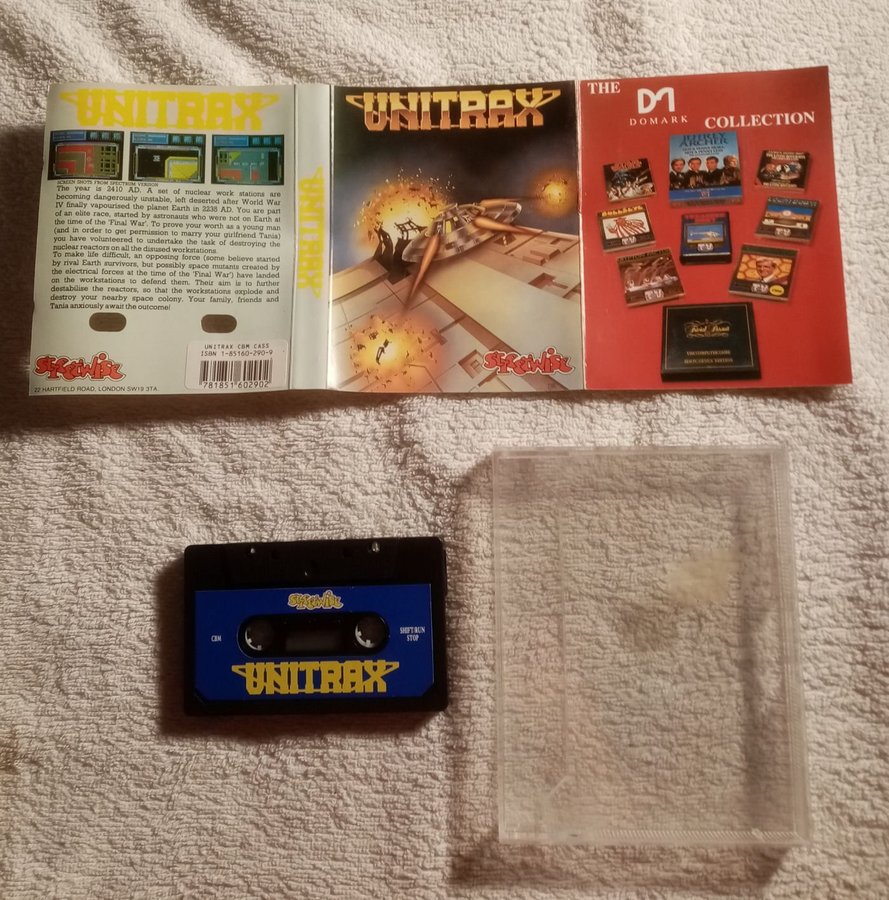 UNITRAX
SCREEN SHOTS FROM SPECTRUM VERSION
The year is 2410 AD. A set of nuclear work stations are
becoming dangerously unstable, left deserted after World War
IV finally vapourised the planet Earth in 2235 AD. You are part
of an elite race, started by astronauts who were not on Earth at
the time of the 'Final War'. To prove your worth as a young man
(and in order to get permission to marry your girlfriend Tania)
you have volunteered to undertake the task of destroying the
nuclear reactors on all the disused workstations.
To make life difficult, an opposing force (some believe started
by rival Earth survivors, but possibly space mutants created by
the electrical forces at the time of the 'Final War') have landed
on the workstations to defend them. Their aim is to further
destabilise the reactors, so that the workstations explode and
destroy your nearby space colony. Your family, friends and
Tania anxiously await the outcome!
UNITRAX CBM CASS
ISBN 1-85160-290-9
9781851602902
Streetwise
22 HARTFIELD ROAD, LONDON SW19 3TA.
UNITRAX
UNITRAX
Streetwise
THE
DOMARK
COLLECTION
JEFFREY
ARCHER
BULLSEYE
Trivial Pursuit
Streetwise
CBM
SHIFT/RUN
STOP
UNITRAX